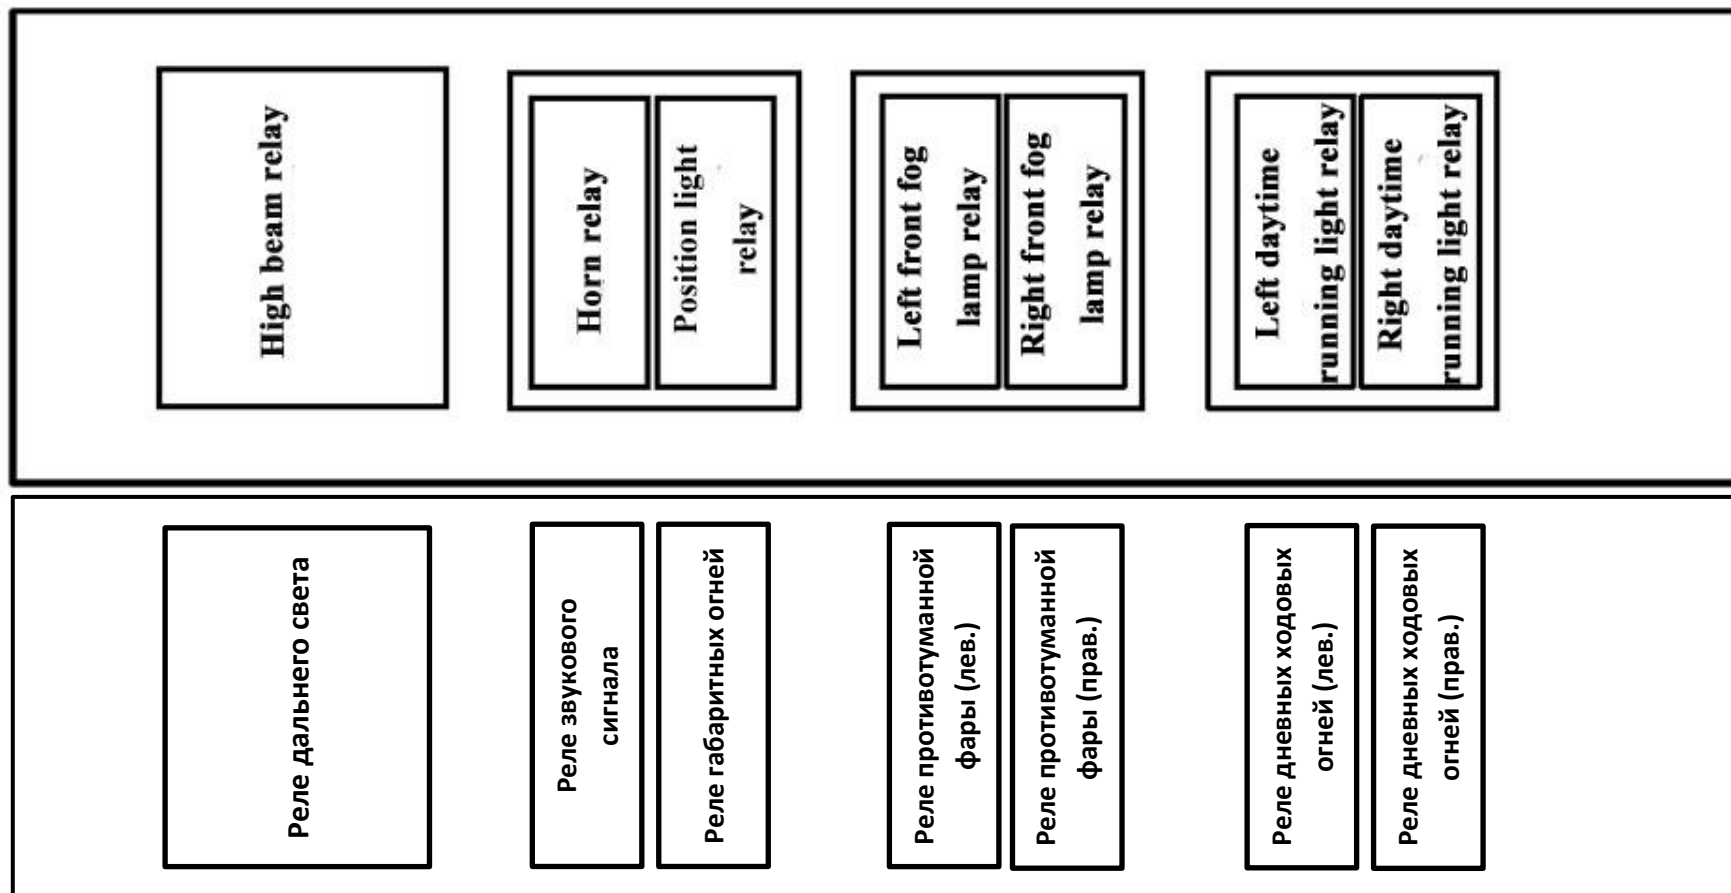 High beam relay
Horn relay
Position light
relay
Left front fog
lamp relay
Right front fog
lamp relay
Left daytime
running light relay
Right daytime
running light relay
Реле дальнего света
Реле звукового
сигнала
Реле габаритных огней
Реле противотуманной
фары (лев.)
Реле противотуманной
фары (прав.)
Реле дневных ходовых
огней (лев.)
Реле дневных ходовых
огней (прав.)